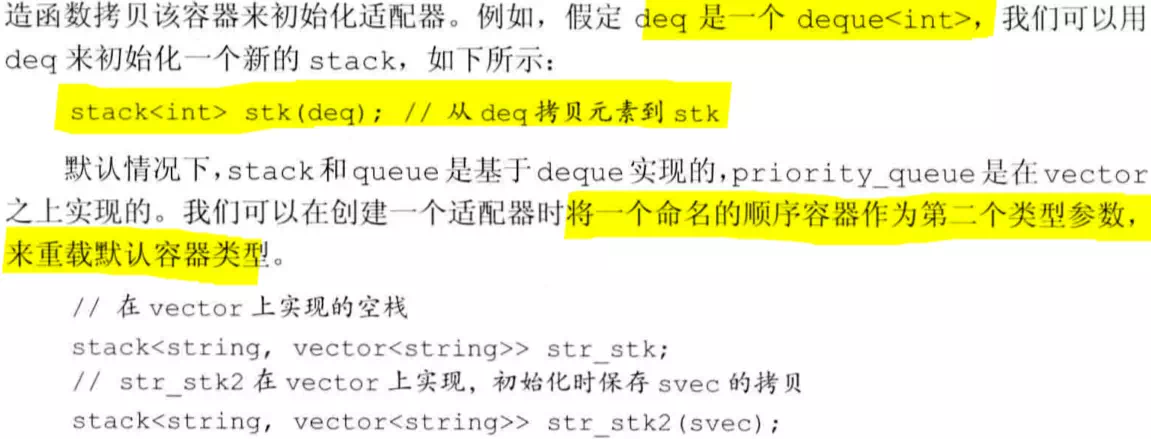 造函数拷贝该容器来初始化适配器。例如，假定 deq 是一个 deque<int>，我们可以用
deq 来初始化一个新的 stack，如下所示：
stack<int> stk(deq); // 从 deq 拷贝元素到 stk
默认情况下，stack 和 queue 是基于 deque 实现的，priority_queue 是在 vector
之上实现的。我们可以在创建一个适配器时将一个命名的顺序容器作为第二个类型参数，
来重载默认容器类型。
// 在 vector 上实现的空栈
stack<string, vector<string>> str_stk;
// str_stk2 在 vector 上实现，初始化时保存 svec 的拷贝
stack<string, vector<string>> str_stk2(svec);